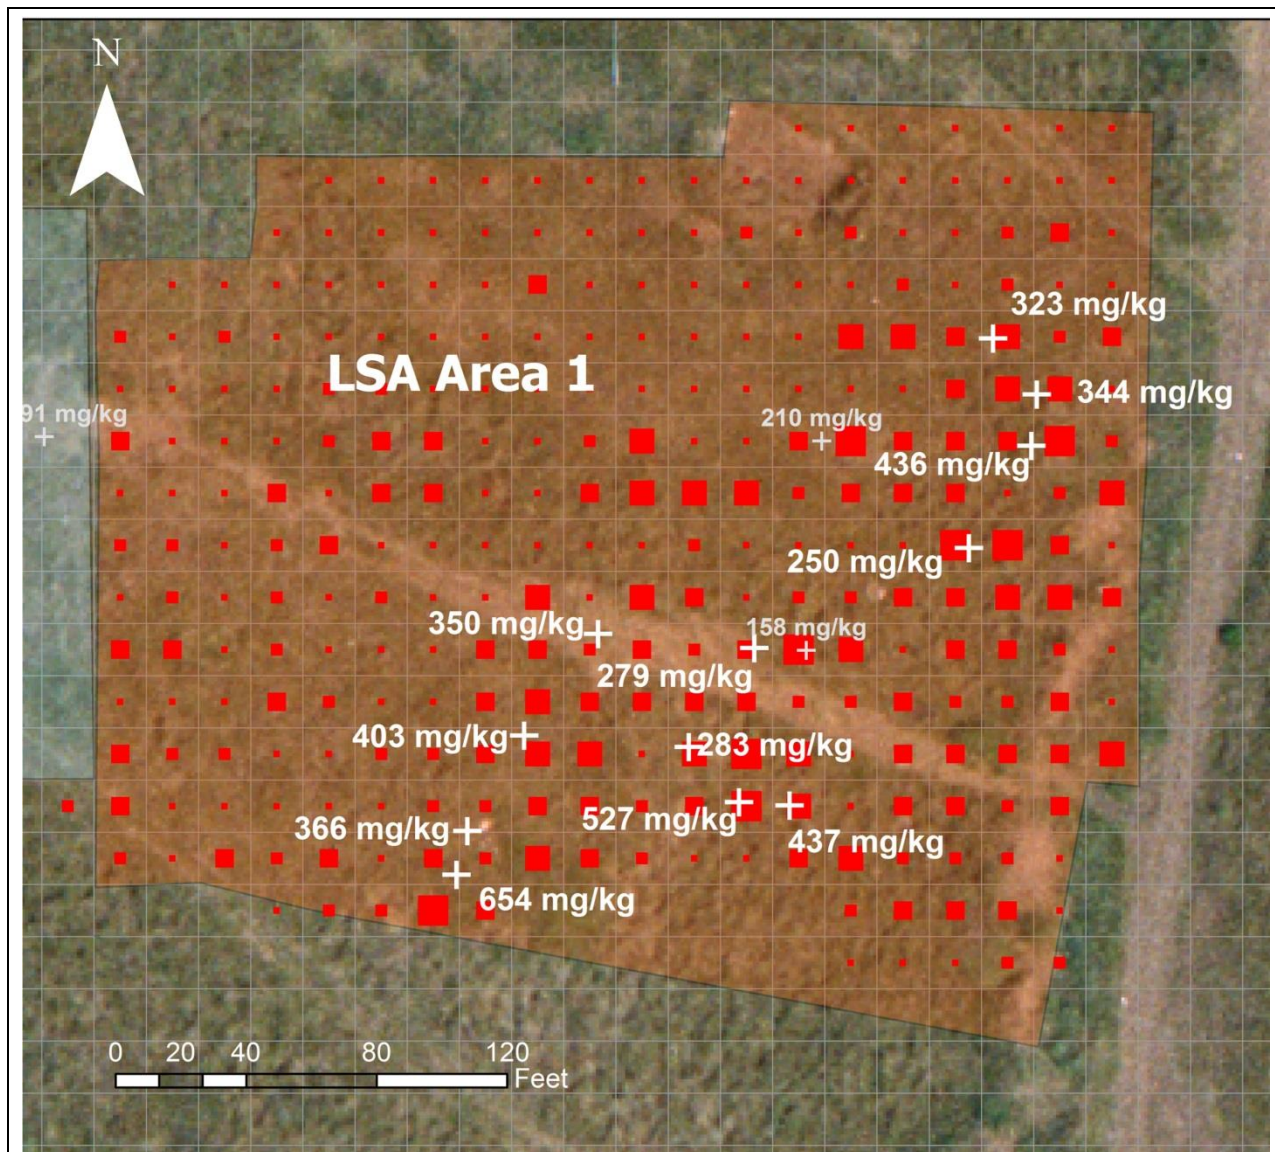 N
323 mg/kg
LSA Area 1
344 mg/kg
91 mg/kg
210 mg/kg
436 mg/kg
250 mg/kg
350 mg/kg
158 mg/kg
279 mg/kg
403 mg/kg
283 mg/kg
527 mg/kg
366 mg/kg
437 mg/kg
654 mg/kg
0 20 40 80 120
Feet